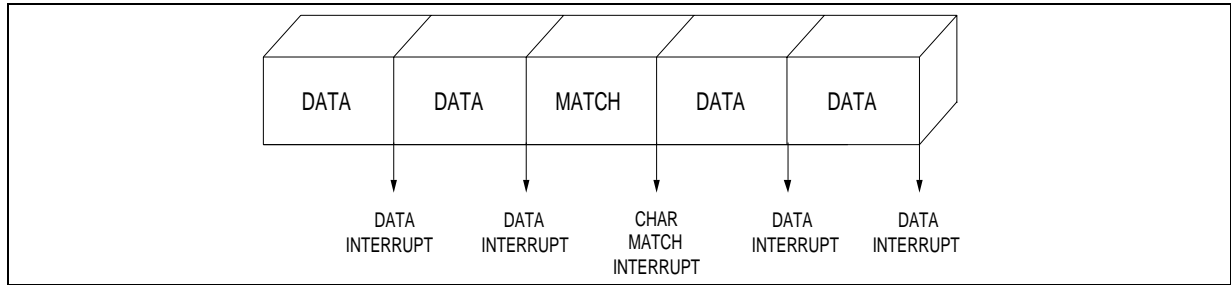 DATA
DATA
MATCH
DATA
DATA
DATA
INTERRUPT
DATA
INTERRUPT
CHAR
MATCH
INTERRUPT
DATA
INTERRUPT
DATA
INTERRUPT